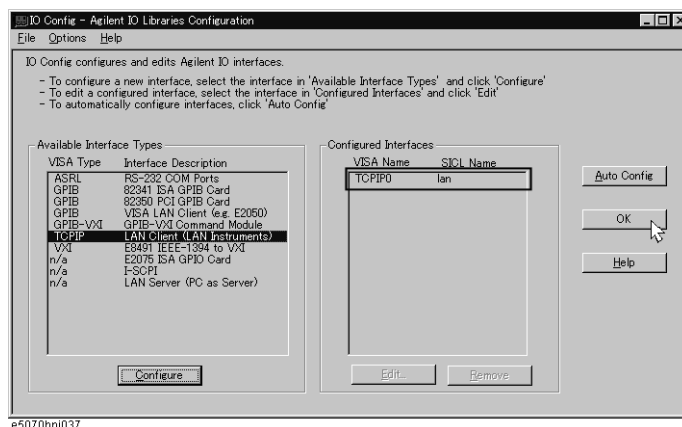 IO Config - Agilent IO Libraries Configuration
File Options Help
IO Config configures and edits Agilent IO interfaces.
- To configure a new interface, select the interface in 'Available Interface Types' and click 'Configure'
- To edit a configured interface, select the interface in 'Configured Interfaces' and click 'Edit'
- To automatically configure interfaces, click 'Auto Config'
Available Interface Types
VISA Type Interface Description
ASRL RS-232 COM Ports
GPIB 82341 ISA GPIB Card
GPIB 82350 PCI GPIB Card
GPIB VISA LAN Client (e.g. E2050)
GPIB-VXI GPIB-VXI Command Module
TCPIP LAN Client (LAN Instruments)
VXI E8491 IEEE-1394 to VXI
n/a E2075 ISA GPIO Card
n/a I-SCPI
n/a LAN Server (PC as Server)
Configure
Configured Interfaces
VISA Name SICL Name
TCPIP0 lan
Edit...
Remove
Auto Config
OK
Help
e5070bnj037